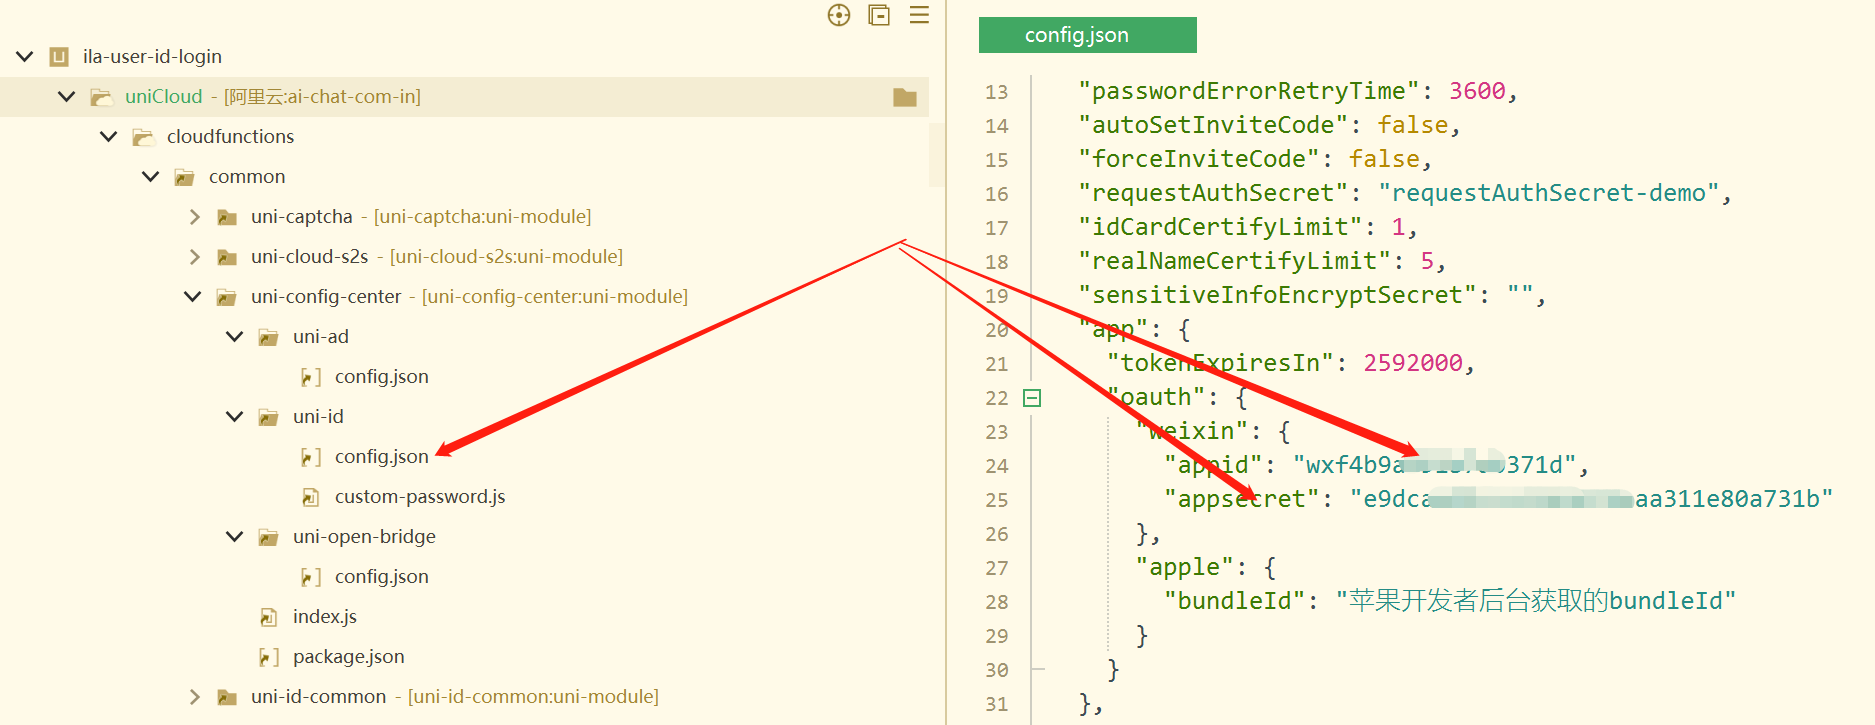 ila-user-id-login
uniCloud - [阿里云:ai-chat-com-in]
cloudfunctions
common
uni-captcha - [uni-captcha:uni-module]
uni-cloud-s2s - [uni-cloud-s2s:uni-module]
uni-config-center - [uni-config-center:uni-module]
uni-ad
config.json
uni-id
config.json
custom-password.js
uni-open-bridge
config.json
index.js
package.json
uni-id-common - [uni-id-common:uni-module]
config.json
13 "passwordErrorRetryTime": 3600,
14 "autoSetInviteCode": false,
15 "forceInviteCode": false,
16 "requestAuthSecret": "requestAuthSecret-demo",
17 "idCardCertifyLimit": 1,
18 "realNameCertifyLimit": 5,
19 "sensitiveInfoEncryptSecret": "",
20 "app": {
21 "tokenExpiresIn": 2592000,
22 "oauth": {
23 "weixin": {
24 "appid": "wxf4b9a 371d",
25 "appsecret": "e9dca aa311e80a731b"
26 },
27 "apple": {
28 "bundleId": "苹果开发者后台获取的bundleId"
29 }
30 }
31 },